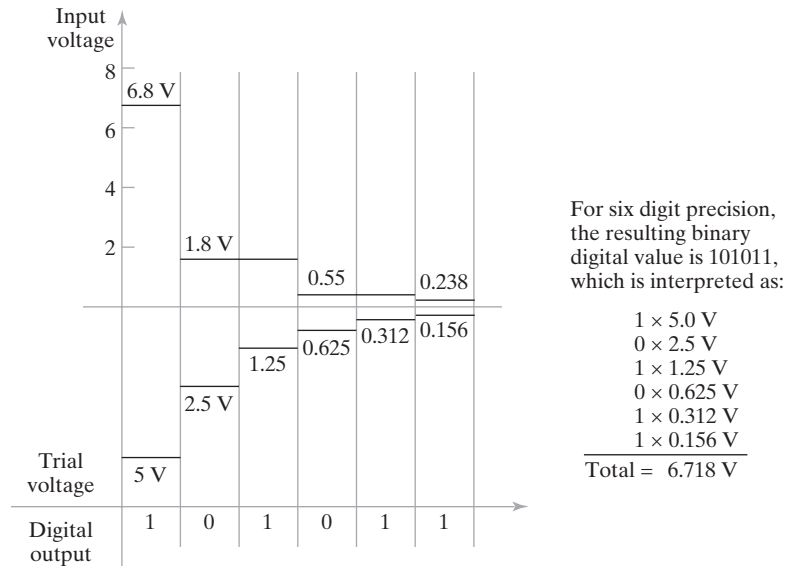 Input
voltage
8
6.8 V
6
4
2
1.8 V
0.55
0.238
0.156
0.312
0.625
1.25
2.5 V
5 V
Trial
voltage
Digital
output
1 0 1 0 1 1
For six digit precision,
the resulting binary
digital value is 101011,
which is interpreted as:
1 × 5.0 V
0 × 2.5 V
1 × 1.25 V
0 × 0.625 V
1 × 0.312 V
1 × 0.156 V
Total = 6.718 V